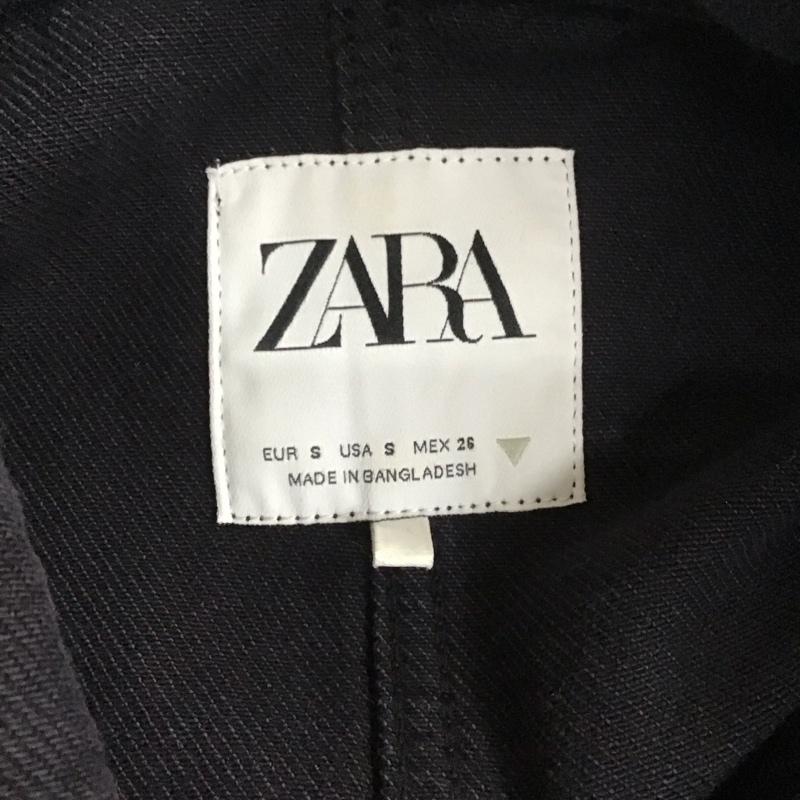 ZARA
EUR S USA S MEX 26
MADE IN BANGLADESH